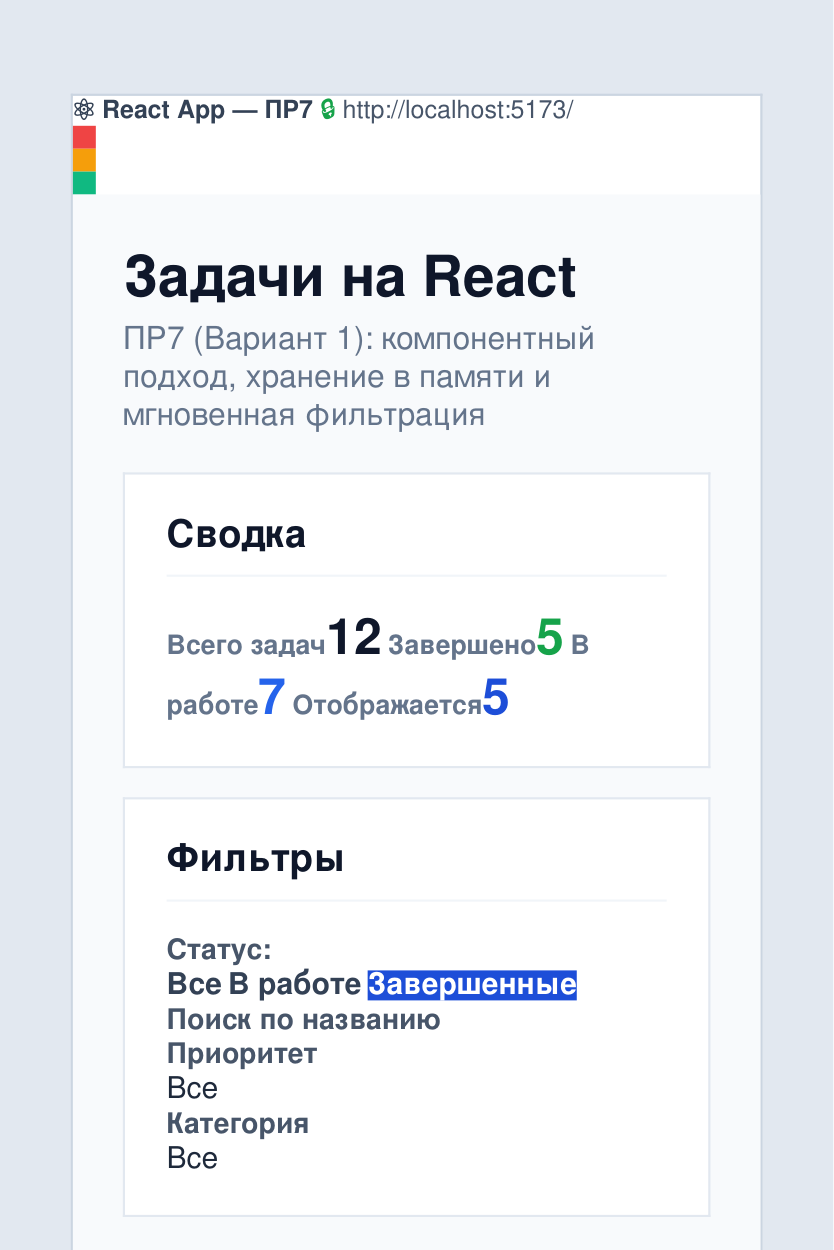 ⚛ React App — ПР7 🔒 http://localhost:5173/
Задачи на React
ПР7 (Вариант 1): компонентный
подход, хранение в памяти и
мгновенная фильтрация
Сводка
Всего задач12 Завершено5 В
работе7 Отображается5
Фильтры
Статус:
Все В работе Завершенные
Поиск по названию
Приоритет
Все
Категория
Все